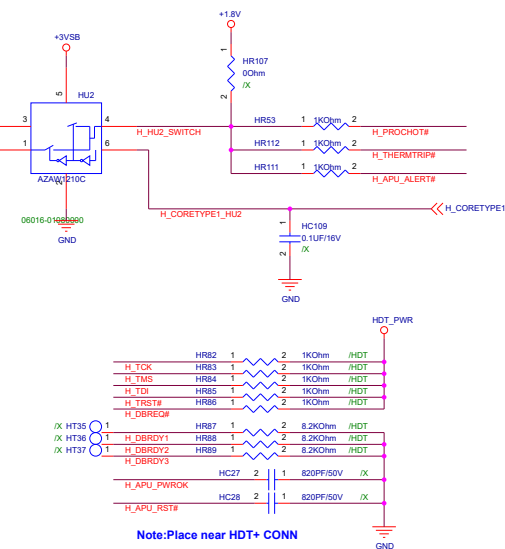 +1.8V
+3VSB
HR107
0Ohm
/X
1
2
5
HU2
3
4
1
6
H_HU2_SWITCH
HR53 1 1KOhm 2
H_PROCHOT#
HR112 1 1KOhm 2
H_THERMTRIP#
HR111 1 1KOhm 2
H_APU_ALERT#
AZAW1210C
2
GND
H_CORETYPE1_HU2
H_CORETYPE1
1
HC109
0.1UF/16V
/X
2
GND
HDT_PWR
HR82 1 2 1KOhm /HDT
H_TCK
HR83 1 2 1KOhm /HDT
H_TMS
HR84 1 2 1KOhm /HDT
H_TDI
HR85 1 2 1KOhm /HDT
H_TRST#
HR86 1 2 1KOhm /HDT
H_DBREQ#
/X HT35 1 HR87 1 2 8.2KOhm /HDT
H_DBRDY1
/X HT36 1 HR88 1 2 8.2KOhm /HDT
H_DBRDY2
/X HT37 1 HR89 1 2 8.2KOhm /HDT
H_DBRDY3
HC27 2 1 820PF/50V /X
H_APU_PWROK
HC28 2 1 820PF/50V /X
H_APU_RST#
Note:Place near HDT+ CONN
GND